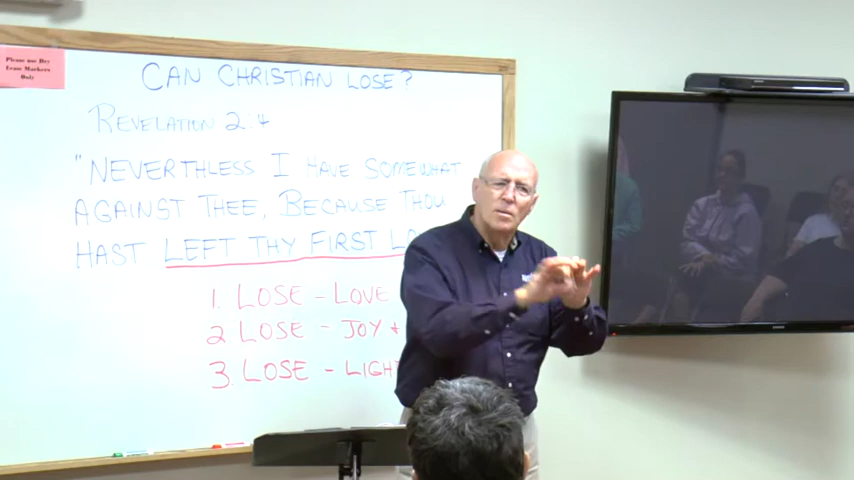 Please use Dry
Erase Markers
Only
CAN CHRISTIAN LOSE?
REVELATION 2.4
"NEVERTHLESS I HAVE SOMEWHAT
AGAINST THEE, BECAUSE THOU
HAST LEFT THY FIRST
1. LOSE - LOVE
2 LOSE - JOY +
3. LOSE - LIGHT